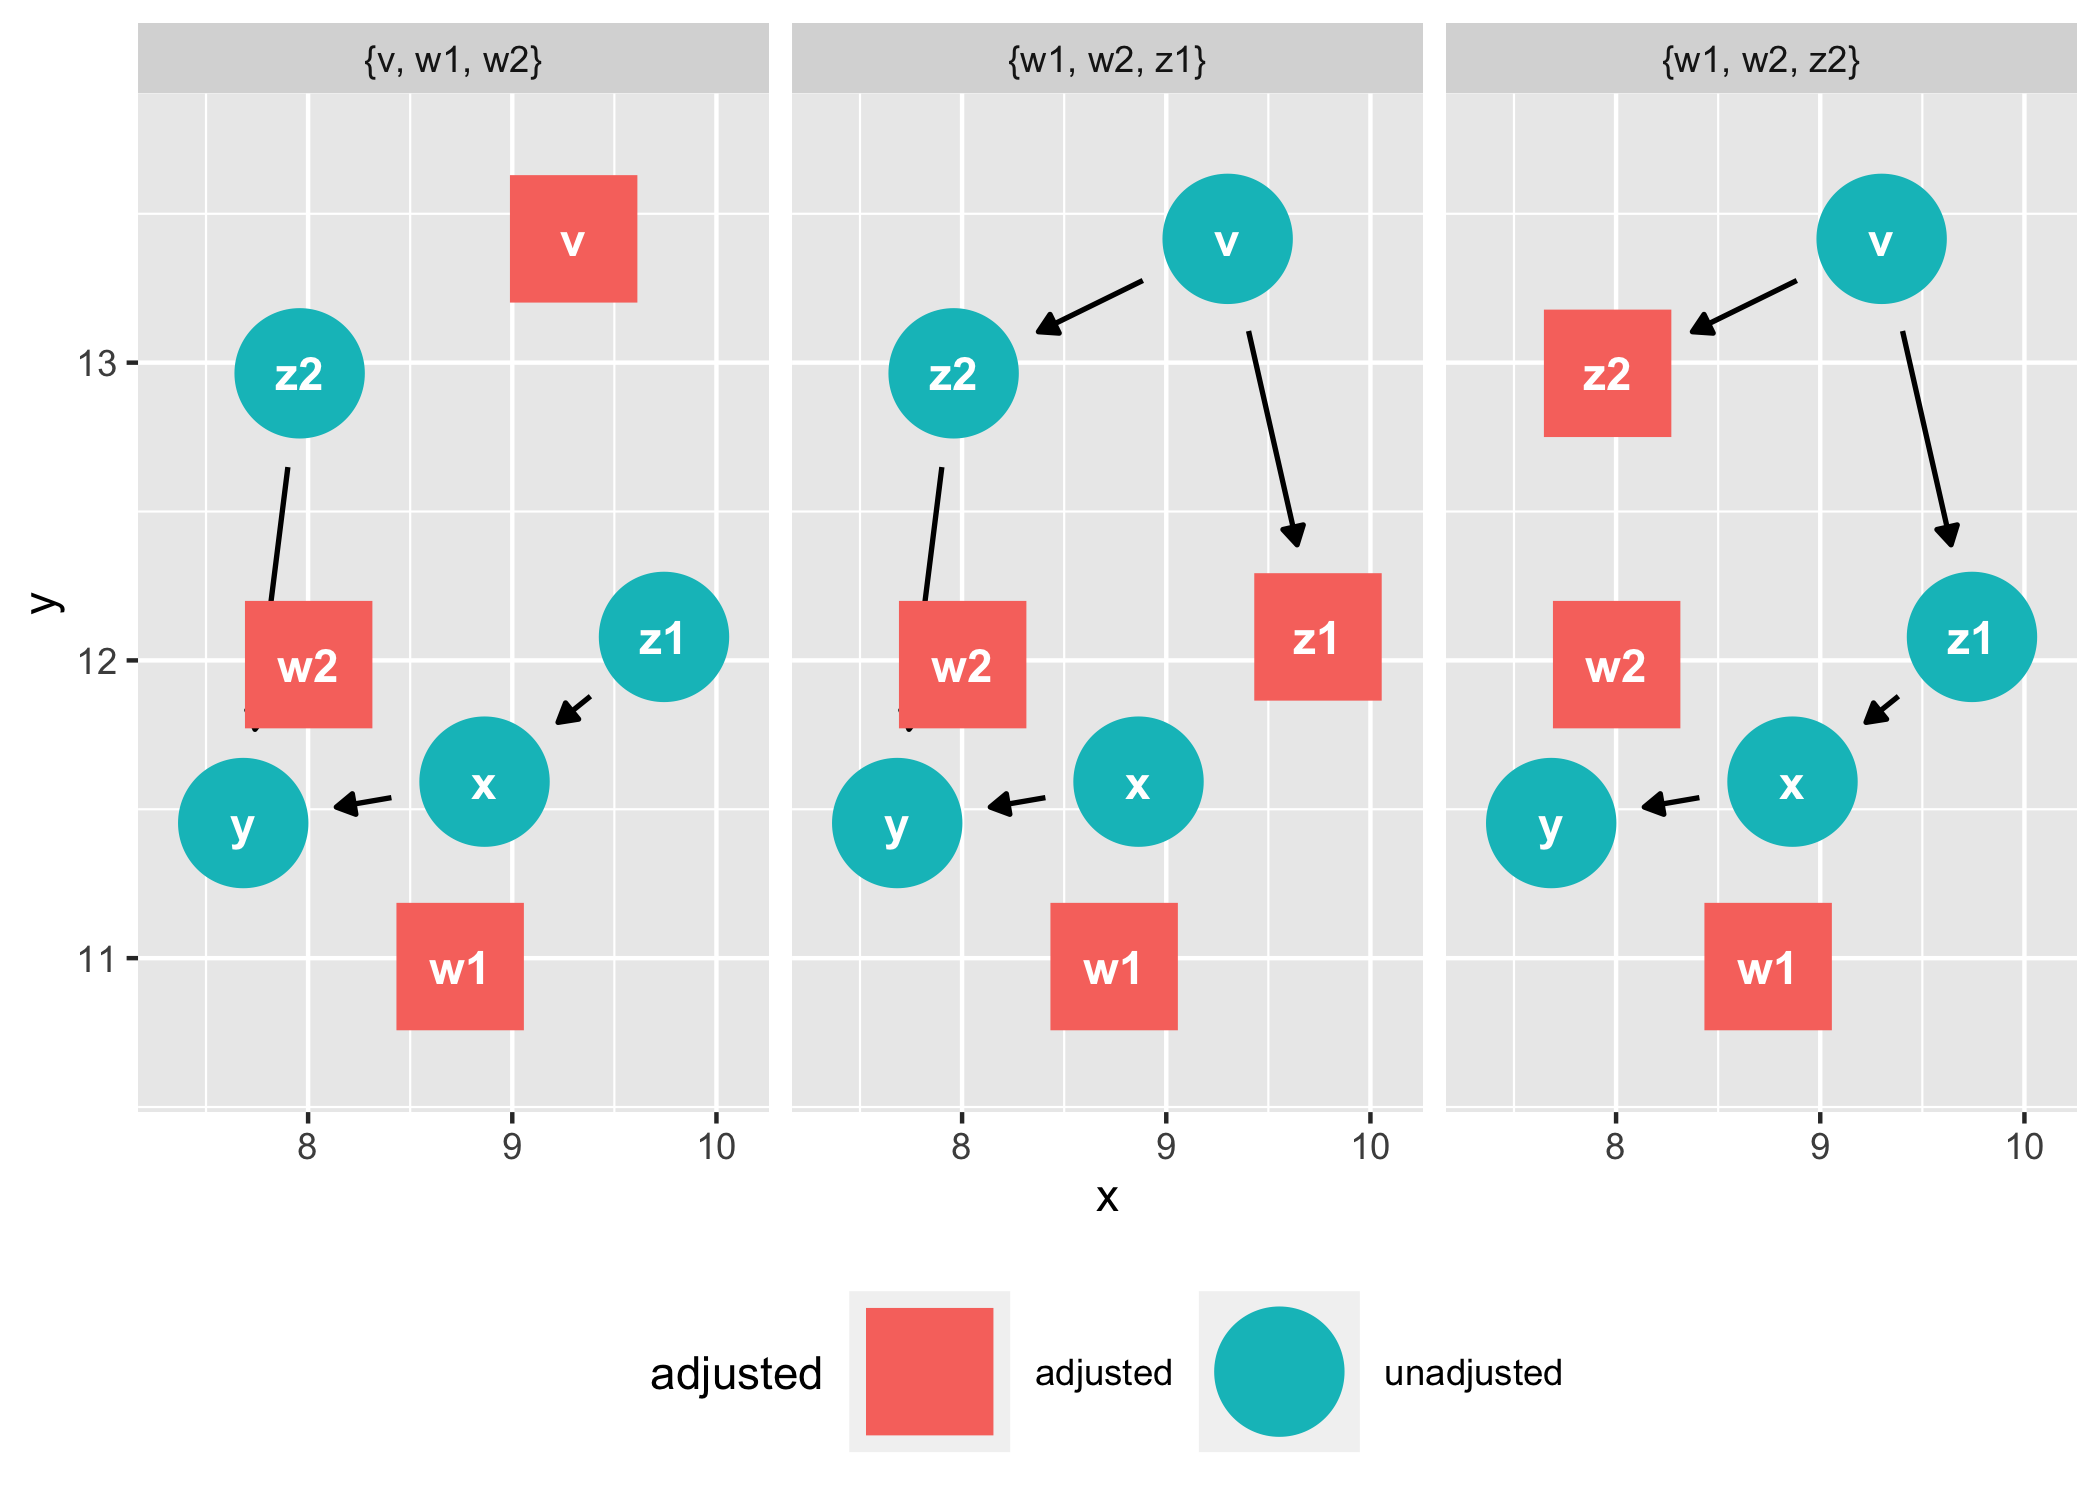 {v, w1, w2}
{w1, w2, z1}
{w1, w2, z2}
y
13
12
11
v
z2
w2
z1
x
y
w1
v
z2
w2
z1
x
y
w1
v
z2
w2
z1
x
y
w1
8 9 10
8 9 10
8 9 10
x
adjusted adjusted unadjusted